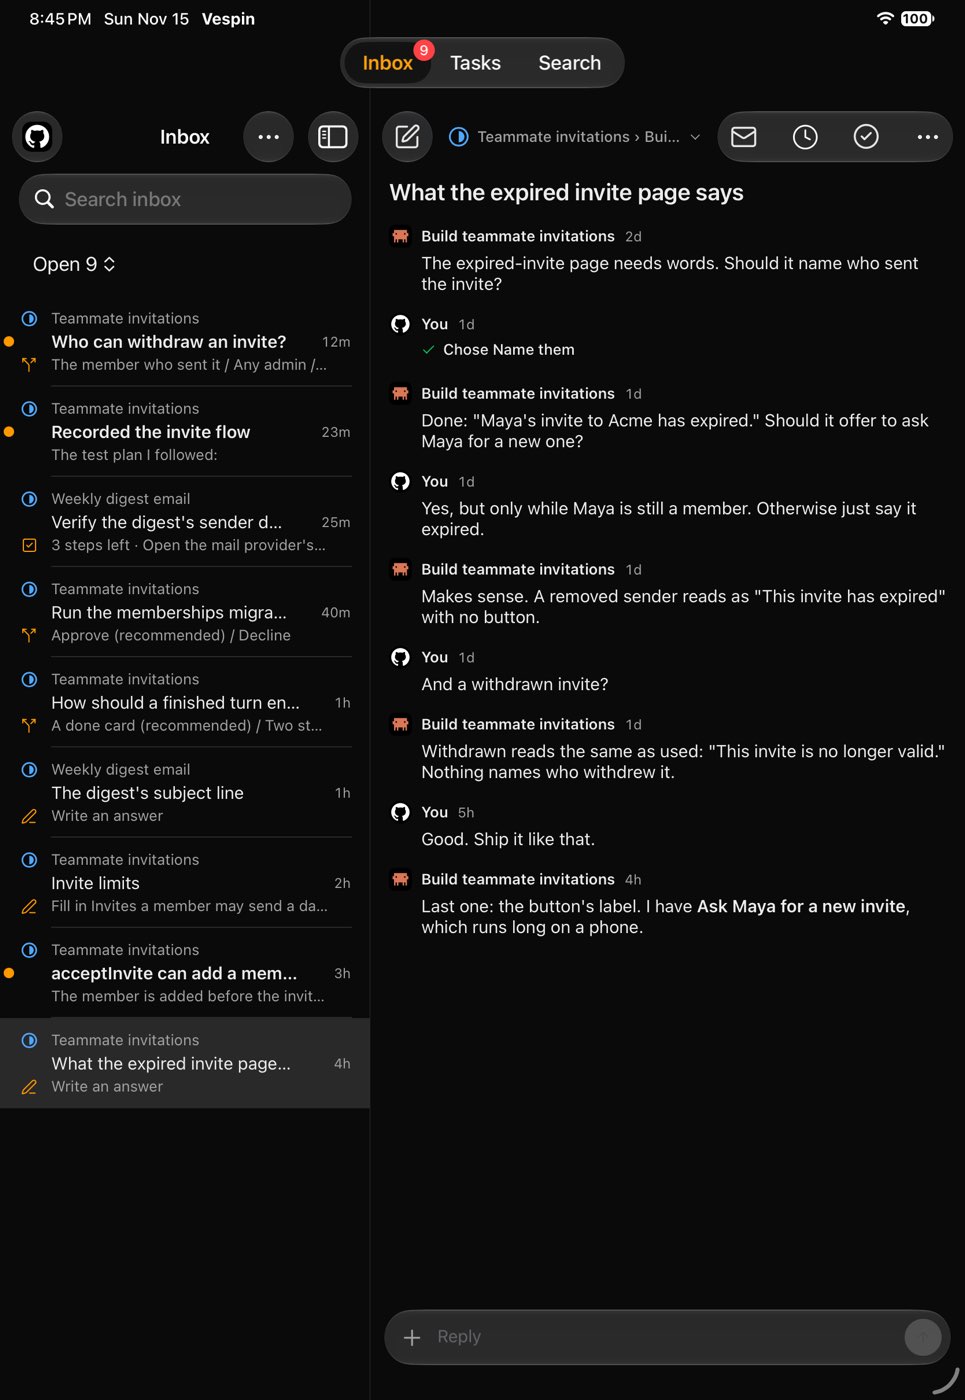 8:45 PM Sun Nov 15 Vespin
100
Inbox
9
Tasks
Search
Inbox
Search inbox
Open 9
Teammate invitations
Who can withdraw an invite? 12m
The member who sent it / Any admin /...
Teammate invitations
Recorded the invite flow 23m
The test plan I followed:
Weekly digest email
Verify the digest's sender d... 25m
3 steps left · Open the mail provider's...
Teammate invitations
Run the memberships migra... 40m
Approve (recommended) / Decline
Teammate invitations
How should a finished turn en... 1h
A done card (recommended) / Two st...
Weekly digest email
The digest's subject line 1h
Write an answer
Teammate invitations
Invite limits 2h
Fill in Invites a member may send a da...
Teammate invitations
acceptInvite can add a mem... 3h
The member is added before the invit...
Teammate invitations
What the expired invite page... 4h
Write an answer
Teammate invitations › Bui...
What the expired invite page says
Build teammate invitations 2d
The expired-invite page needs words. Should it name who sent
the invite?
You 1d
Chose Name them
Build teammate invitations 1d
Done: "Maya's invite to Acme has expired." Should it offer to ask
Maya for a new one?
You 1d
Yes, but only while Maya is still a member. Otherwise just say it
expired.
Build teammate invitations 1d
Makes sense. A removed sender reads as "This invite has expired"
with no button.
You 1d
And a withdrawn invite?
Build teammate invitations 1d
Withdrawn reads the same as used: "This invite is no longer valid."
Nothing names who withdrew it.
You 5h
Good. Ship it like that.
Build teammate invitations 4h
Last one: the button's label. I have Ask Maya for a new invite,
which runs long on a phone.
Reply